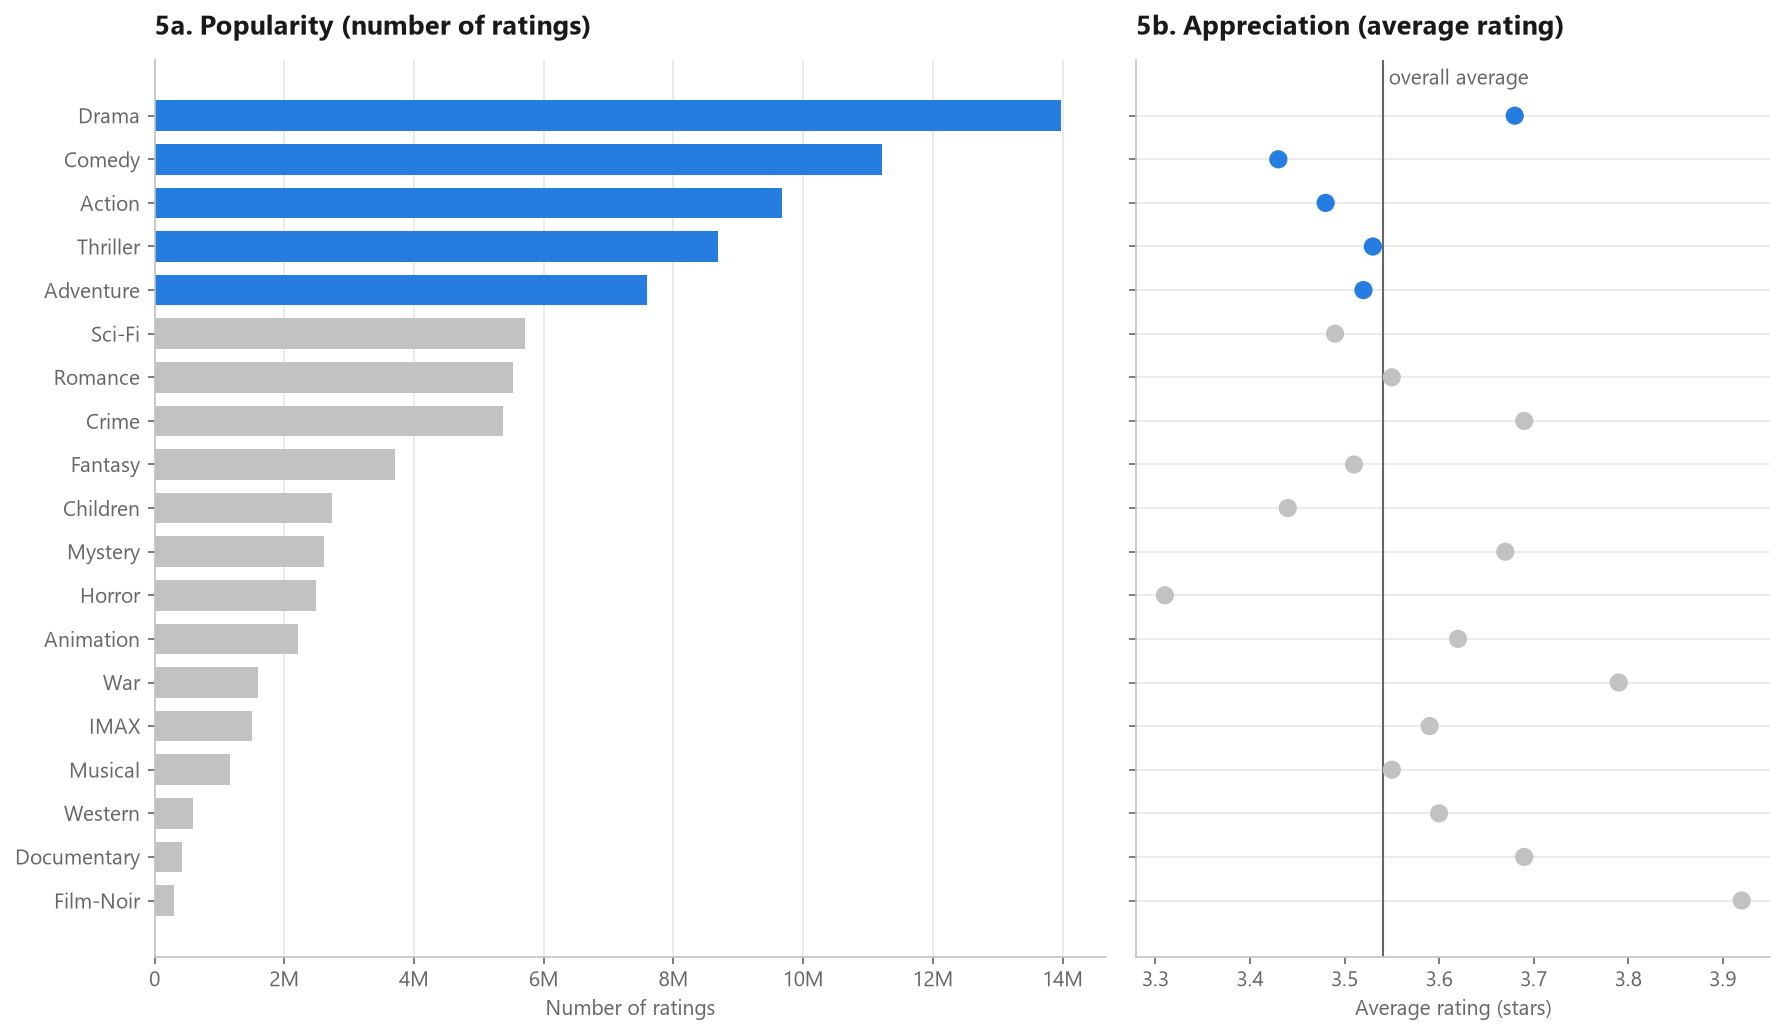 5a. Popularity (number of ratings)
5b. Appreciation (average rating)
overall average
Drama
Comedy
Action
Thriller
Adventure
Sci-Fi
Romance
Crime
Fantasy
Children
Mystery
Horror
Animation
War
IMAX
Musical
Western
Documentary
Film-Noir
0 2M 4M 6M 8M 10M 12M 14M
Number of ratings
3.3 3.4 3.5 3.6 3.7 3.8 3.9
Average rating (stars)